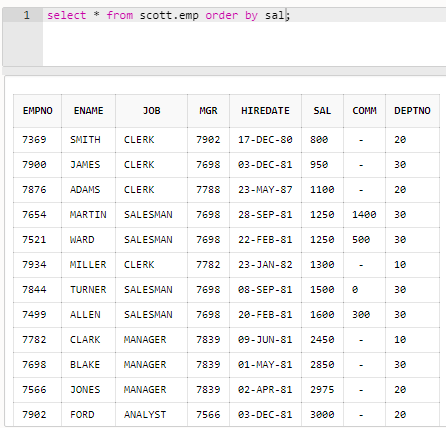 1 select * from scott.emp order by sal;
EMPNO ENAME JOB MGR HIREDATE SAL COMM DEPTNO
7369 SMITH CLERK 7902 17-DEC-80 800 - 20
7900 JAMES CLERK 7698 03-DEC-81 950 - 30
7876 ADAMS CLERK 7788 23-MAY-87 1100 - 20
7654 MARTIN SALESMAN 7698 28-SEP-81 1250 1400 30
7521 WARD SALESMAN 7698 22-FEB-81 1250 500 30
7934 MILLER CLERK 7782 23-JAN-82 1300 - 10
7844 TURNER SALESMAN 7698 08-SEP-81 1500 0 30
7499 ALLEN SALESMAN 7698 20-FEB-81 1600 300 30
7782 CLARK MANAGER 7839 09-JUN-81 2450 - 10
7698 BLAKE MANAGER 7839 01-MAY-81 2850 - 30
7566 JONES MANAGER 7839 02-APR-81 2975 - 20
7902 FORD ANALYST 7566 03-DEC-81 3000 - 20